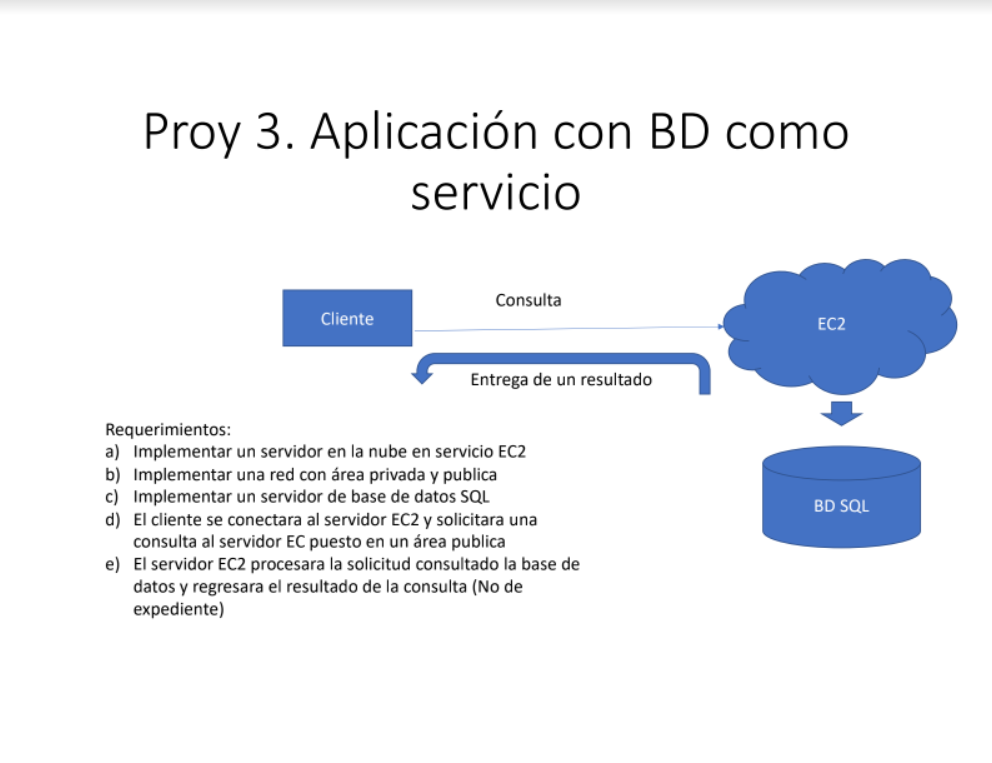 Proy 3. Aplicación con BD como
servicio
Cliente
Consulta
EC2
Entrega de un resultado
BD SQL
Requerimientos:
a) Implementar un servidor en la nube en servicio EC2
b) Implementar una red con área privada y publica
c) Implementar un servidor de base de datos SQL
d) El cliente se conectara al servidor EC2 y solicitara una
consulta al servidor EC puesto en un área publica
e) El servidor EC2 procesara la solicitud consultado la base de
datos y regresara el resultado de la consulta (No de
expediente)